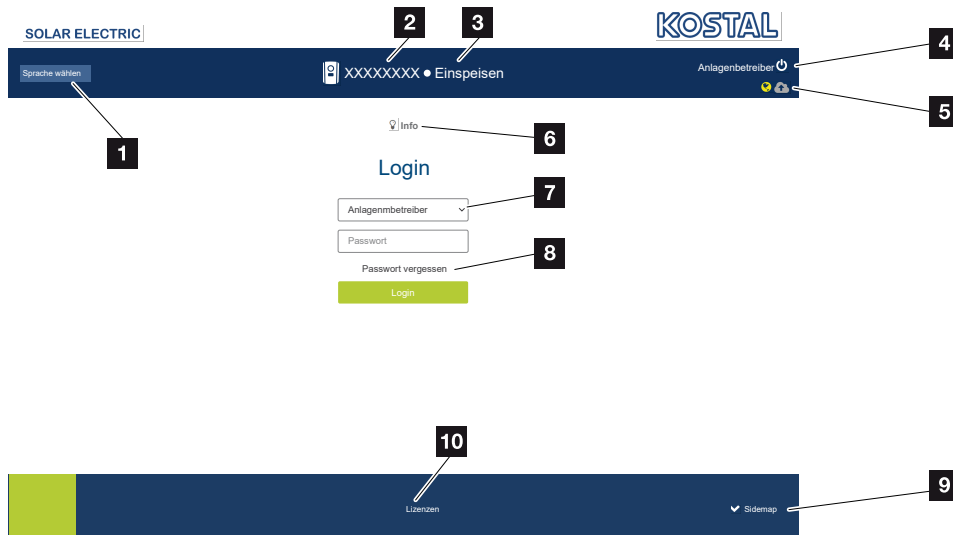 2
3
SOLAR ELECTRIC
KOSTAL
4
Sprache wählen
XXXXXXXX ● Einspeisen
Anlagenbetreiber
5
Info
6
1
Login
7
Anlagenmbetreiber
Passwort
8
Passwort vergessen
Login
10
9
Lizenzen
Sidemap